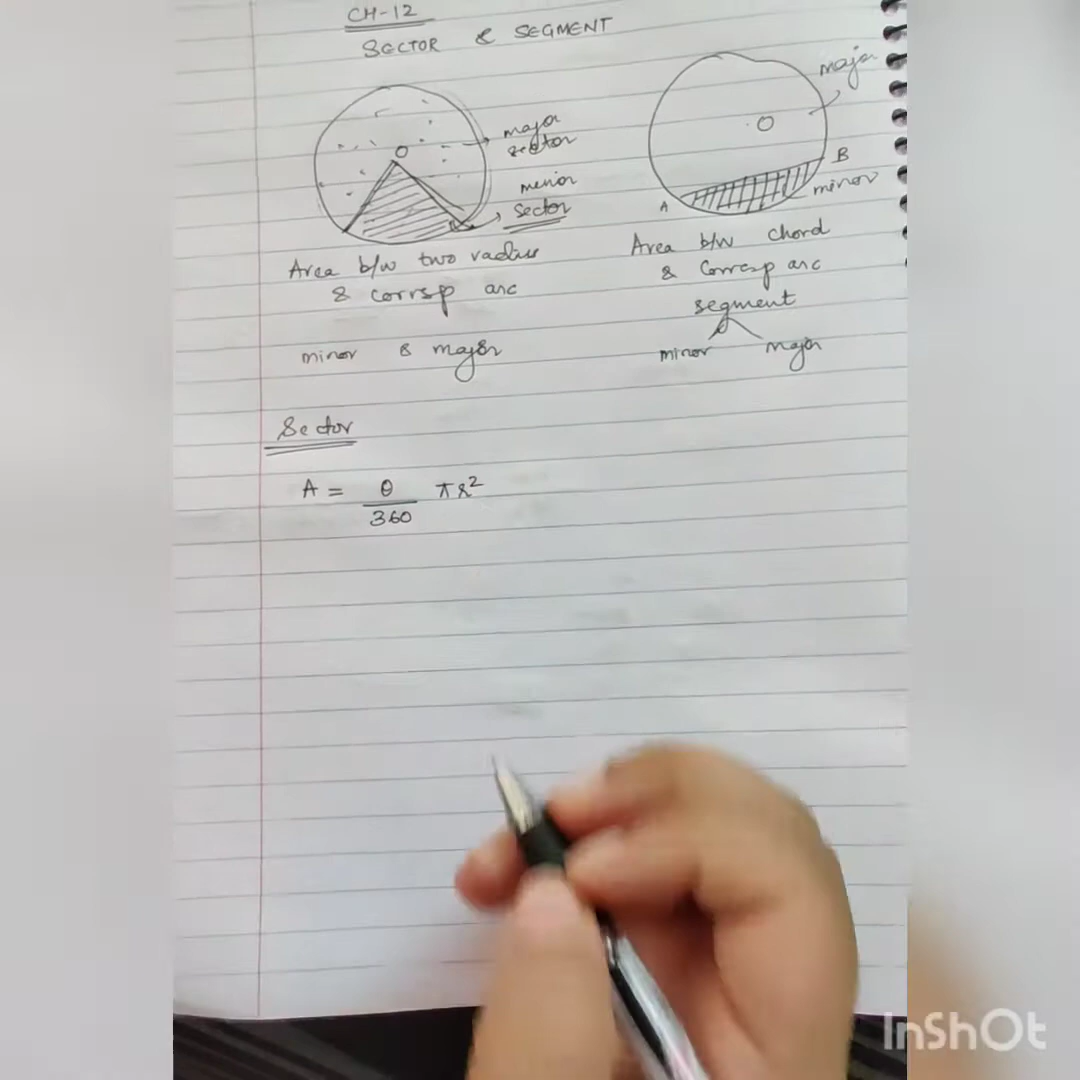 CH-12
SECTOR & SEGMENT
O
major
sector
menior
sector
Area b/w two radius
& corrsp arc
minor & major
major
O
B
minor
A
Area b/w chord
& Corresp arc
segment
minor major
Sector
A = θ/360 πr²
InShOt